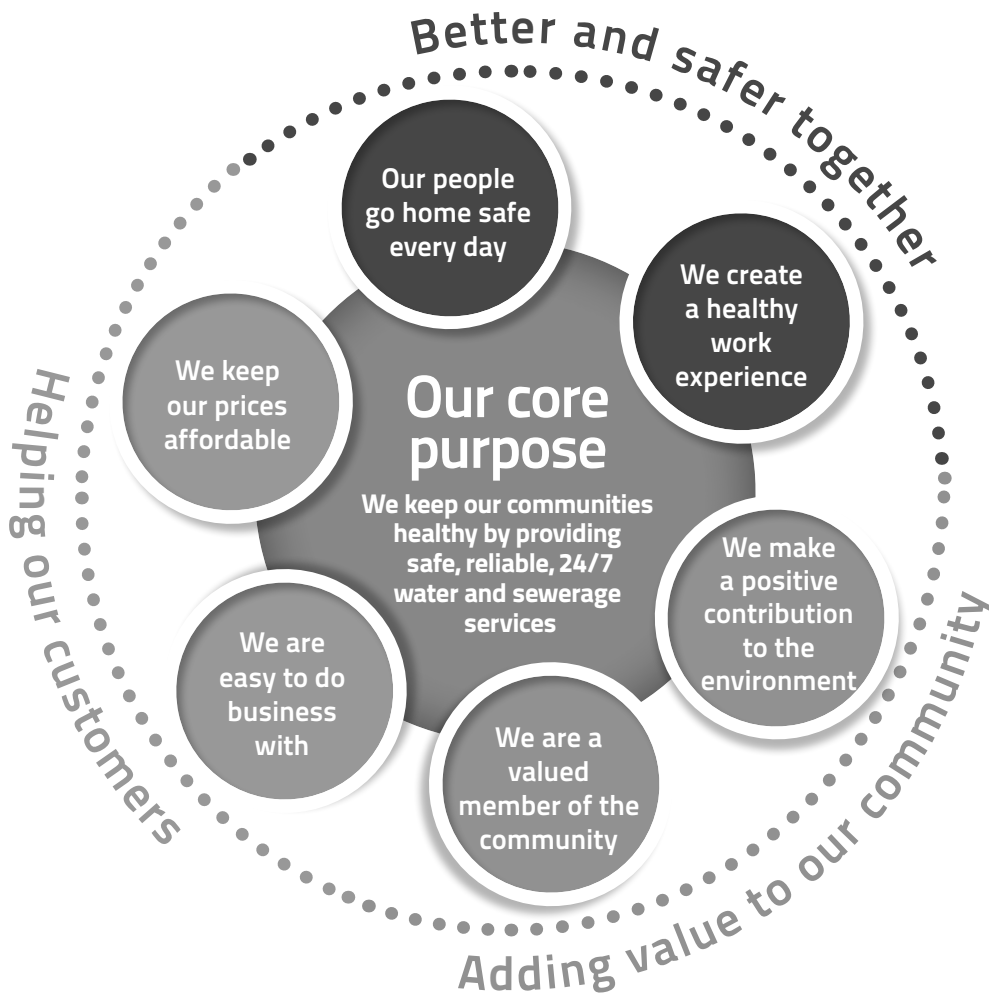 Better and safer together
Our people
go home safe
every day
We create
a healthy
work
experience
We keep
our prices
affordable
Our core
purpose
We keep our communities
healthy by providing
safe, reliable, 24/7
water and sewerage
services
We make
a positive
contribution
to the
environment
We are
easy to do
business
with
We are a
valued
member of the
community
Helping our customers
Adding value to our community